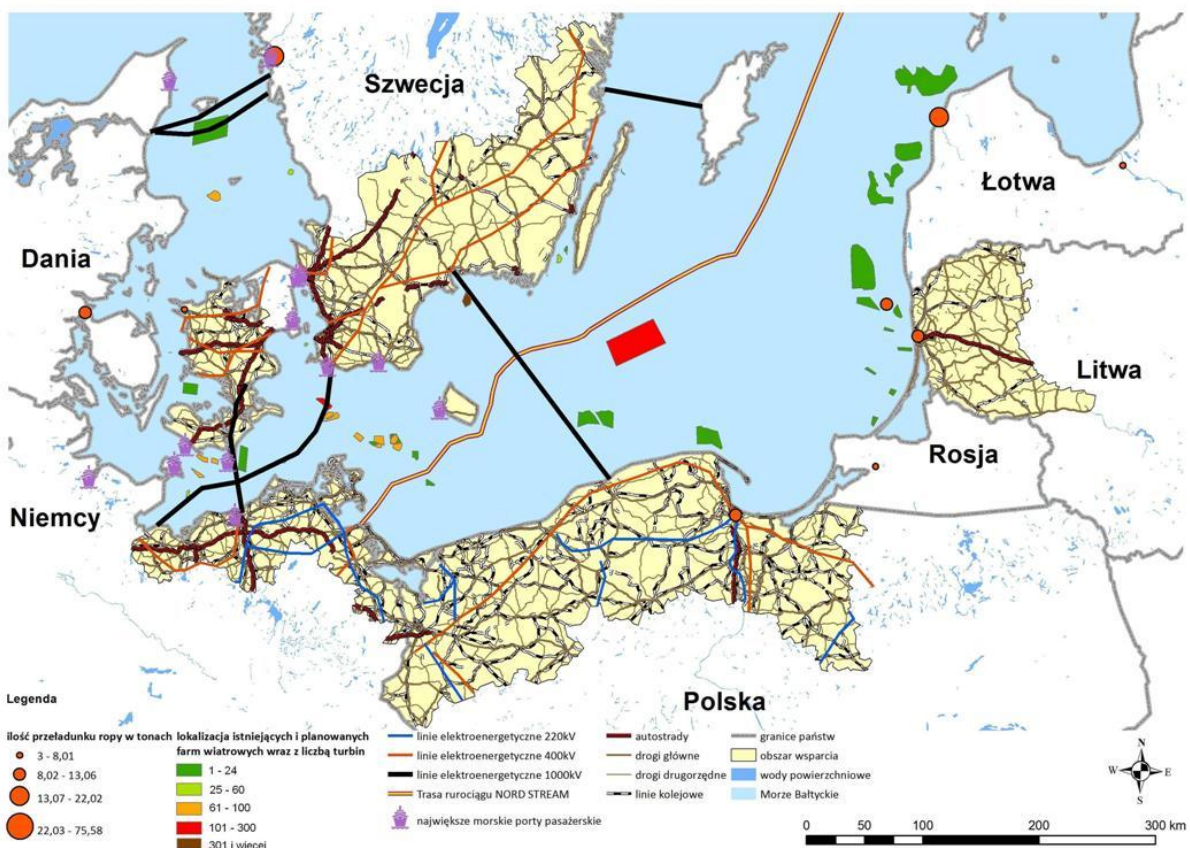 Szwecja
Łotwa
Dania
Litwa
Rosja
Niemcy
Polska
Legenda
ilość przeładunku ropy w tonach
3 - 8,01
8,02 - 13,06
13,07 - 22,02
22,03 - 75,58
lokalizacja istniejących i planowanych
farm wiatrowych wraz z liczbą turbin
1 - 24
25 - 60
61 - 100
101 - 300
301 i więcej
linie elektroenergetyczne 220kV
linie elektroenergetyczne 400kV
linie elektroenergetyczne 1000kV
Trasa rurociągu NORD STREAM
największe morskie porty pasażerskie
autostrady
drogi główne
drogi drugorzędne
linie kolejowe
granice państw
obszar wsparcia
wody powierzchniowe
Morze Bałtyckie
N
W
E
S
0
50
100
200
300 km